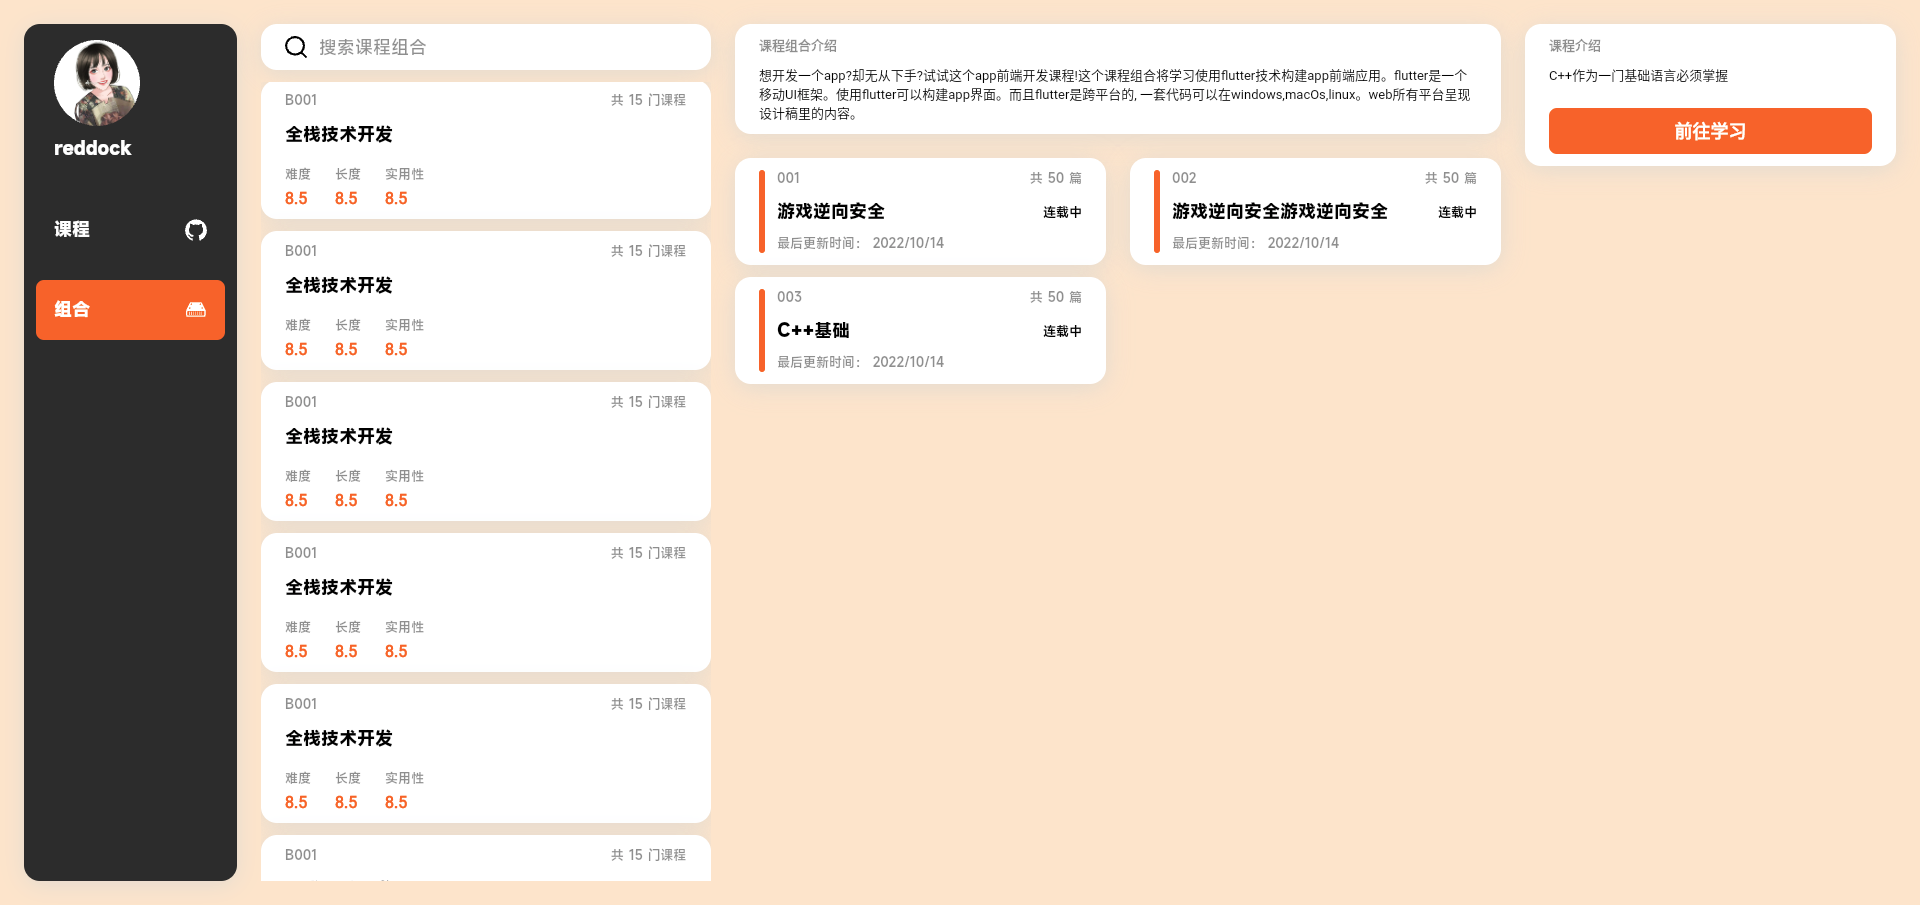 reddock
课程
组合
搜索课程组合
B001 共 15 门课程
全栈技术开发
难度 长度 实用性
8.5 8.5 8.5
B001 共 15 门课程
全栈技术开发
难度 长度 实用性
8.5 8.5 8.5
B001 共 15 门课程
全栈技术开发
难度 长度 实用性
8.5 8.5 8.5
B001 共 15 门课程
全栈技术开发
难度 长度 实用性
8.5 8.5 8.5
B001 共 15 门课程
全栈技术开发
难度 长度 实用性
8.5 8.5 8.5
B001 共 15 门课程
课程组合介绍
想开发一个app?却无从下手?试试这个app前端开发课程!这个课程组合将学习使用flutter技术构建app前端应用。flutter是一个
移动UI框架。使用flutter可以构建app界面。而且flutter是跨平台的, 一套代码可以在windows,macOs,linux。web所有平台呈现
设计稿里的内容。
001 共 50 篇
游戏逆向安全 连载中
最后更新时间： 2022/10/14
002 共 50 篇
游戏逆向安全游戏逆向安全 连载中
最后更新时间： 2022/10/14
003 共 50 篇
C++基础 连载中
最后更新时间： 2022/10/14
课程介绍
C++作为一门基础语言必须掌握
前往学习